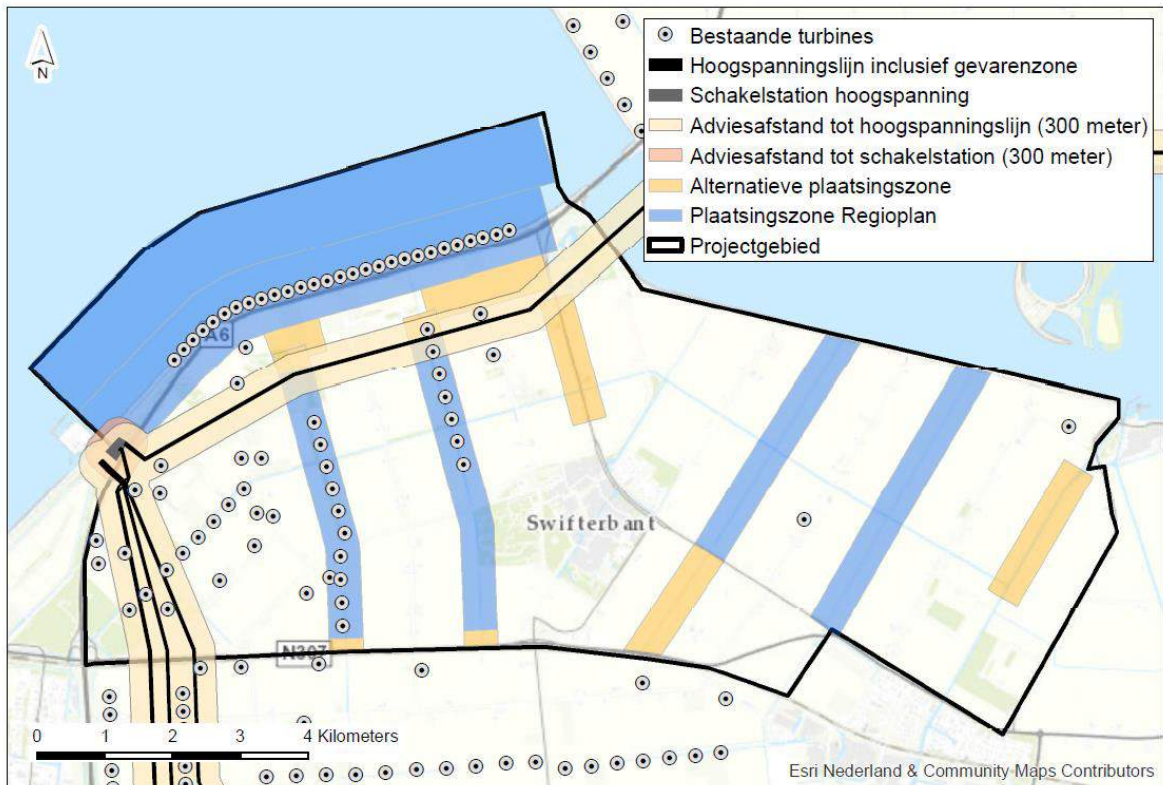 N
Bestaande turbines
Hoogspanningslijn inclusief gevarenzone
Schakelstation hoogspanning
Adviesafstand tot hoogspanningslijn (300 meter)
Adviesafstand tot schakelstation (300 meter)
Alternatieve plaatsingszone
Plaatsingszone Regioplan
Projectgebied
A6
Swifterbant
N307
0 1 2 3 4 Kilometers
Esri Nederland & Community Maps Contributors